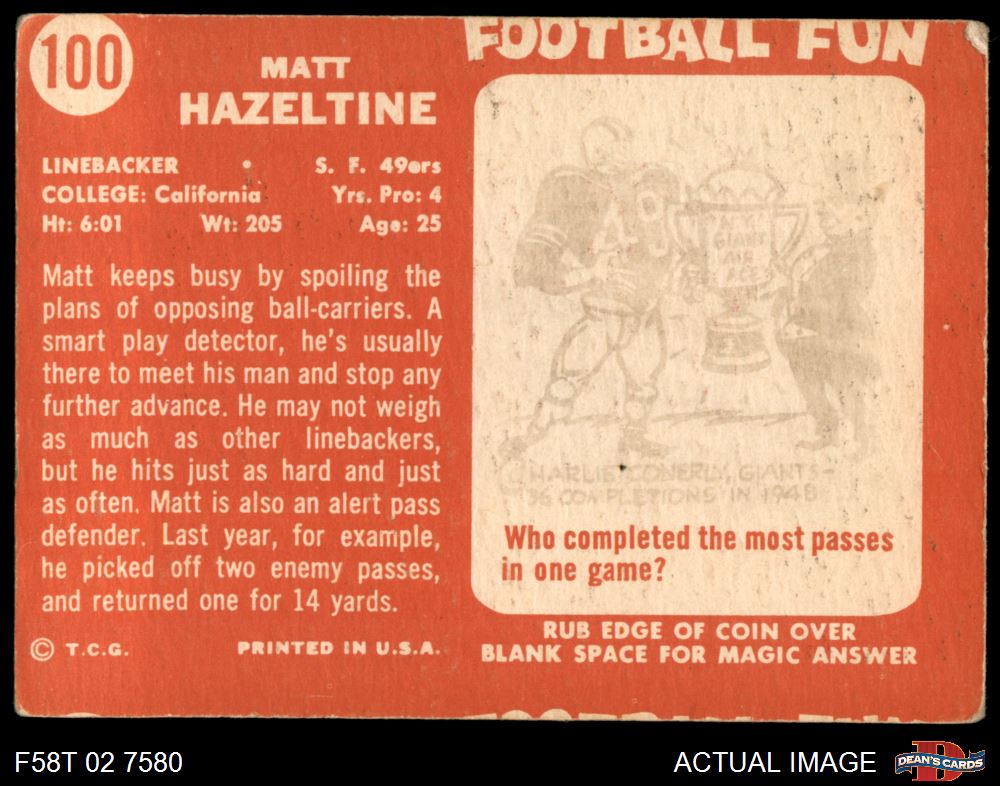 100
MATT
HAZELTINE
LINEBACKER • S. F. 49ers
COLLEGE: California Yrs. Pro: 4
Ht: 6:01 Wt: 205 Age: 25
Matt keeps busy by spoiling the
plans of opposing ball-carriers. A
smart play detector, he's usually
there to meet his man and stop any
further advance. He may not weigh
as much as other linebackers,
but he hits just as hard and just
as often. Matt is also an alert pass
defender. Last year, for example,
he picked off two enemy passes,
and returned one for 14 yards.
© T.C.G. PRINTED IN U.S.A.
FOOTBALL FUN
GIANT
AIR
CHARLIE CONERLY, GIANTS-
36 COMPLETIONS IN 1948
Who completed the most passes
in one game?
RUB EDGE OF COIN OVER
BLANK SPACE FOR MAGIC ANSWER
F58T 02 7580
ACTUAL IMAGE
DEAN'S CARDS